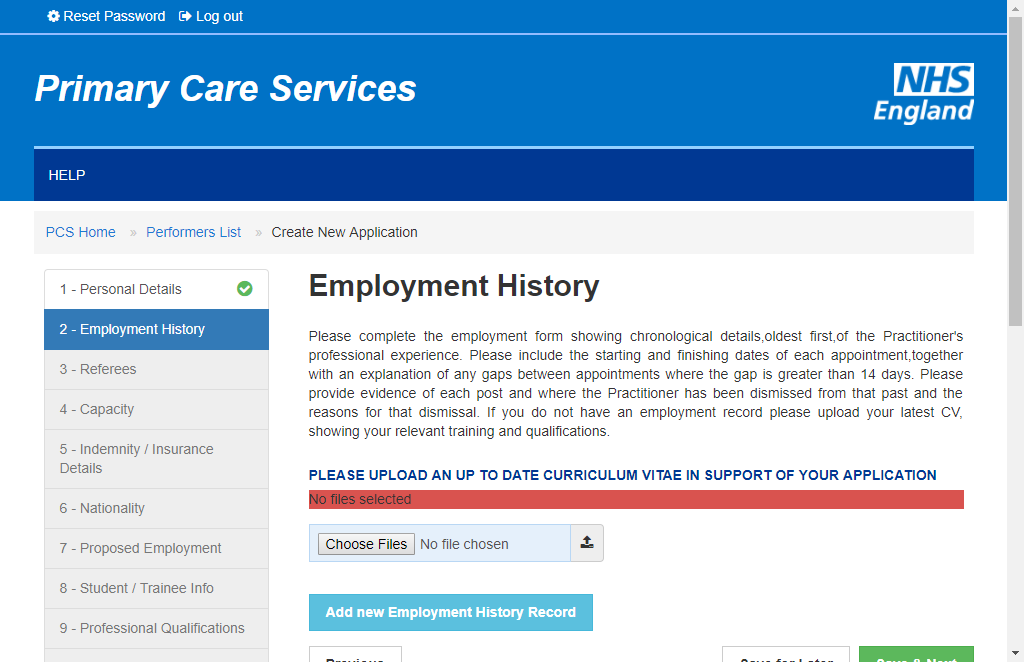 Reset Password Log out
Primary Care Services
NHS
England
HELP
PCS Home » Performers List » Create New Application
1 - Personal Details
2 - Employment History
3 - Referees
4 - Capacity
5 - Indemnity / Insurance
Details
6 - Nationality
7 - Proposed Employment
8 - Student / Trainee Info
9 - Professional Qualifications
Employment History
Please complete the employment form showing chronological details,oldest first,of the Practitioner's
professional experience. Please include the starting and finishing dates of each appointment,together
with an explanation of any gaps between appointments where the gap is greater than 14 days. Please
provide evidence of each post and where the Practitioner has been dismissed from that past and the
reasons for that dismissal. If you do not have an employment record please upload your latest CV,
showing your relevant training and qualifications.
PLEASE UPLOAD AN UP TO DATE CURRICULUM VITAE IN SUPPORT OF YOUR APPLICATION
No files selected
Choose Files No file chosen
Add new Employment History Record
Previous Save for Later Save & Next